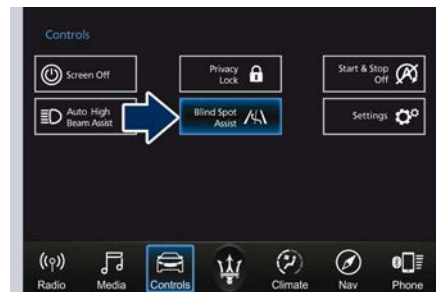 Controls
Screen Off
Privacy
Lock
Start & Stop
Off
Auto High
Beam Assist
Blind Spot
Assist
Settings
Radio
Media
Controls
Climate
Nav
Phone